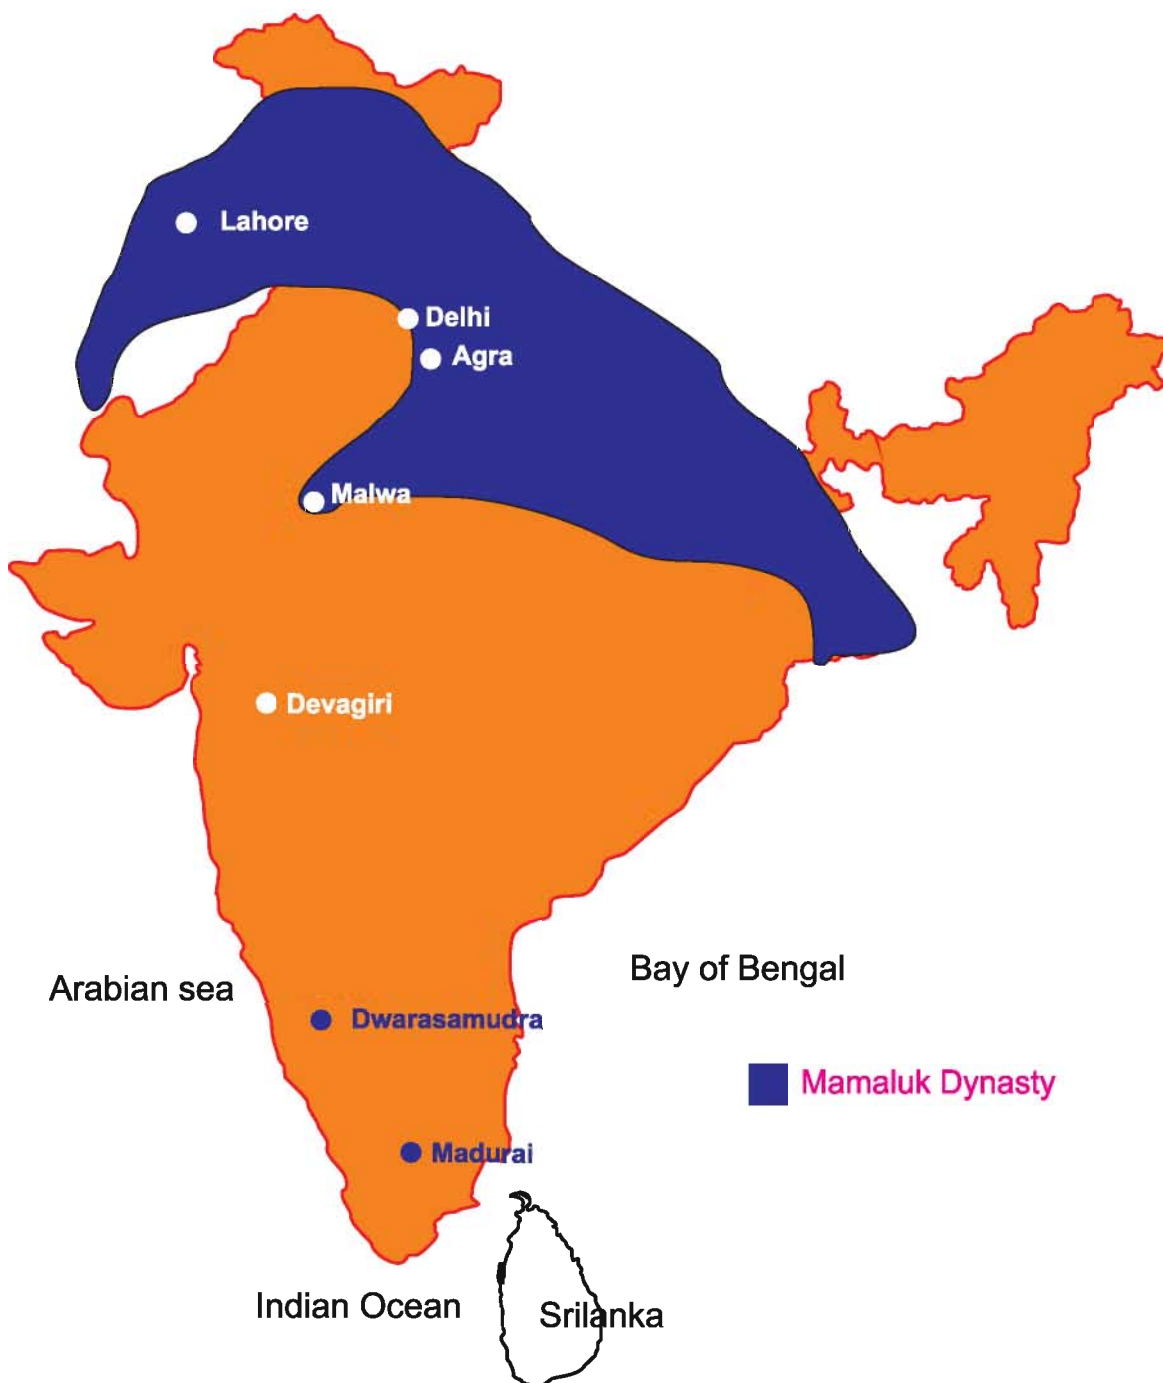 Lahore
Delhi
Agra
Malwa
Devagiri
Arabian sea
Bay of Bengal
Dwarasamudra
Mamaluk Dynasty
Madurai
Indian Ocean
Srilanka